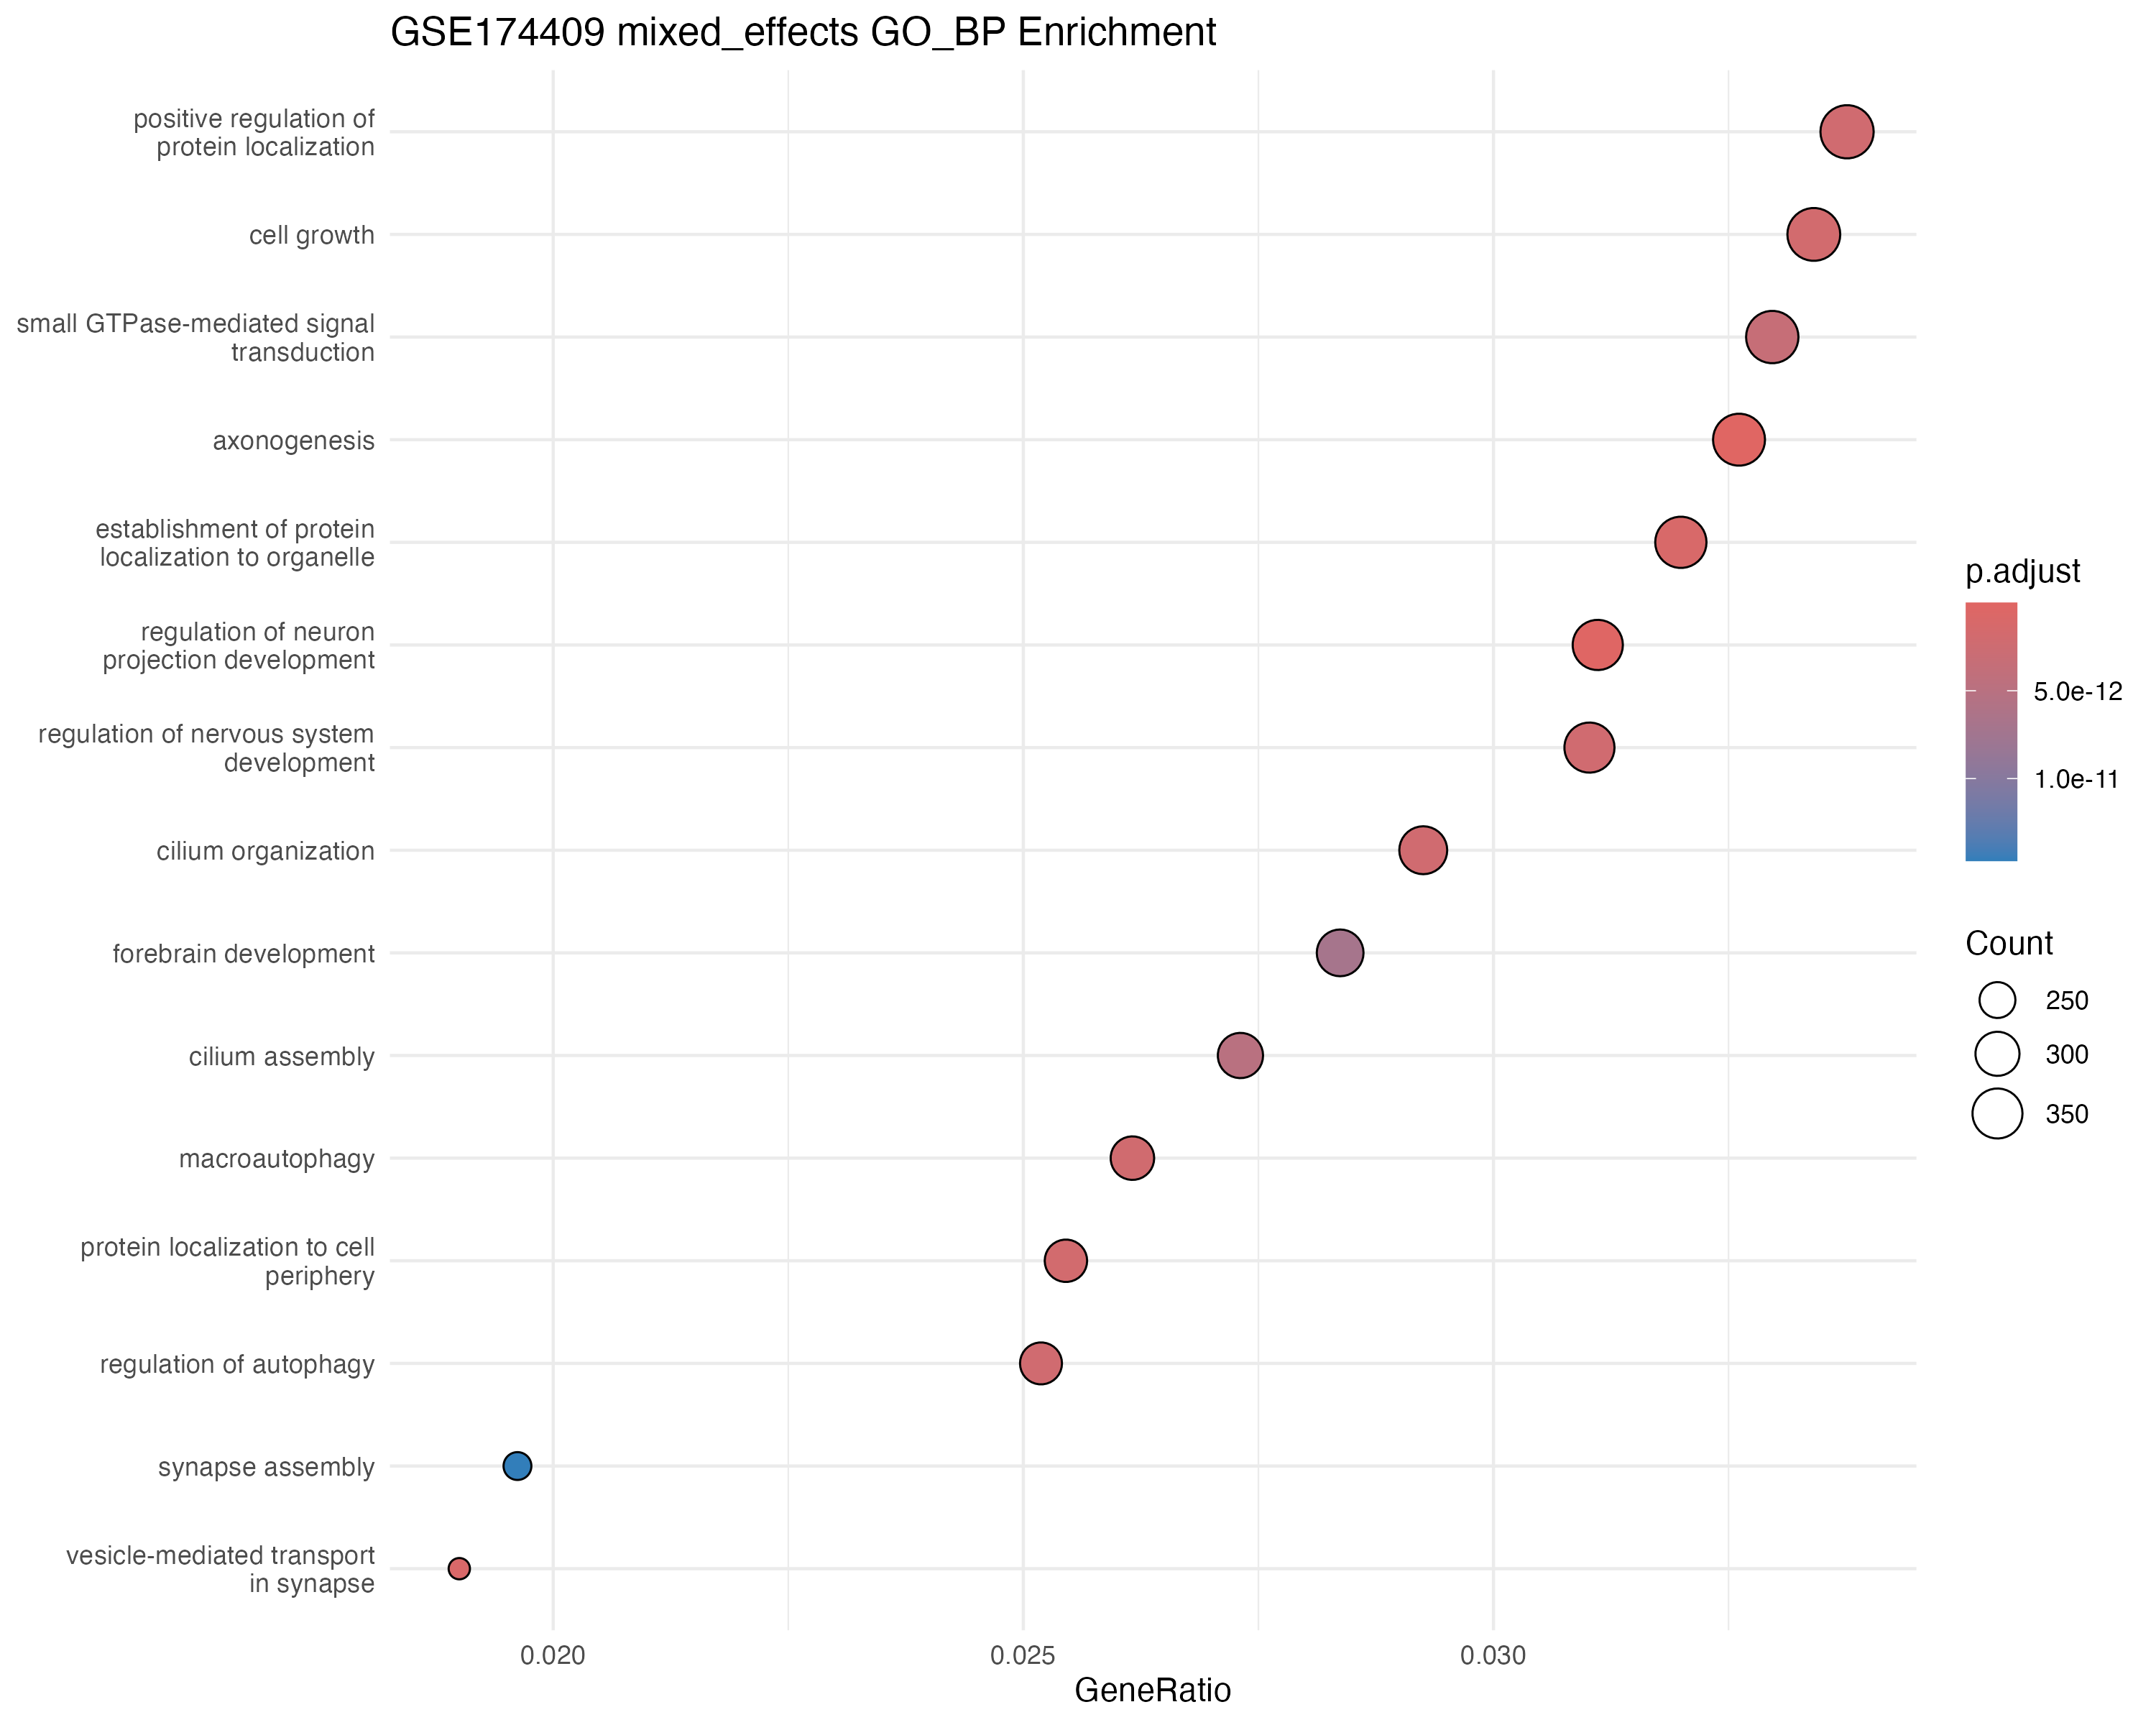 GSE174409 mixed_effects GO_BP Enrichment
positive regulation of
protein localization
cell growth
small GTPase-mediated signal
transduction
axonogenesis
establishment of protein
localization to organelle
regulation of neuron
projection development
regulation of nervous system
development
cilium organization
forebrain development
cilium assembly
macroautophagy
protein localization to cell
periphery
regulation of autophagy
synapse assembly
vesicle-mediated transport
in synapse
0.020
0.025
0.030
GeneRatio
p.adjust
5.0e-12
1.0e-11
Count
250
300
350